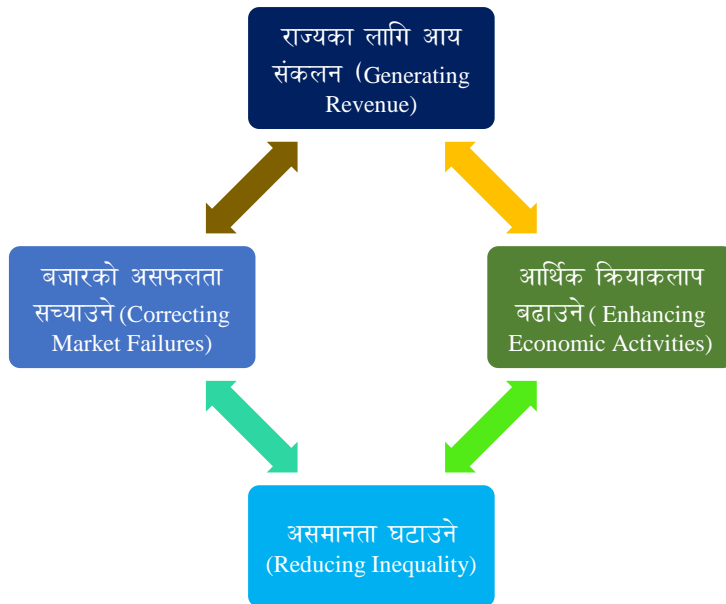 राज्यका लागि आय
संकलन (Generating
Revenue)
बजारको असफलता
सच्याउने (Correcting
Market Failures)
आर्थिक क्रियाकलाप
बढाउने ( Enhancing
Economic Activities)
असमानता घटाउने
(Reducing Inequality)